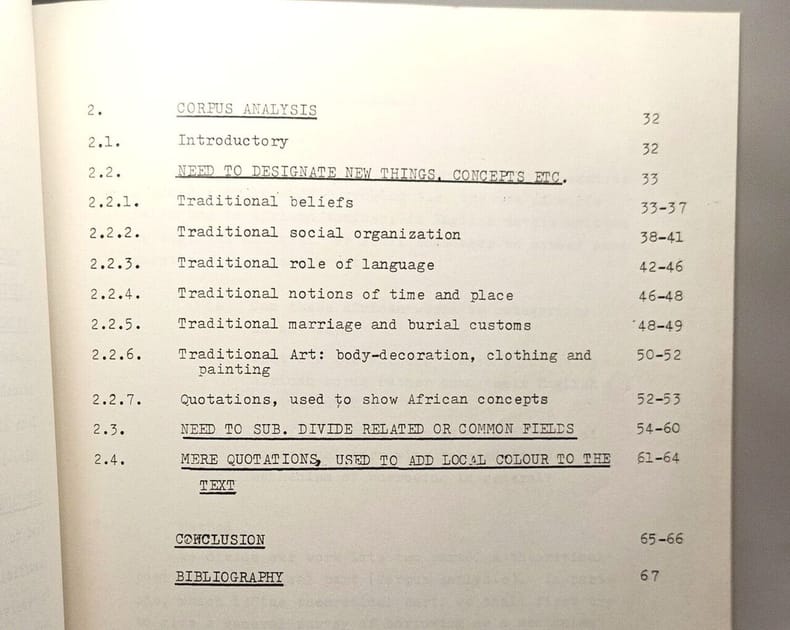 2. CORPUS ANALYSIS 32
2.1. Introductory 32
2.2. NEED TO DESIGNATE NEW THINGS, CONCEPTS ETC. 33
2.2.1. Traditional beliefs 33-37
2.2.2. Traditional social organization 38-41
2.2.3. Traditional role of language 42-46
2.2.4. Traditional notions of time and place 46-48
2.2.5. Traditional marriage and burial customs 48-49
2.2.6. Traditional Art: body-decoration, clothing and 50-52
painting
2.2.7. Quotations, used to show African concepts 52-53
2.3. NEED TO SUB. DIVIDE RELATED OR COMMON FIELDS 54-60
2.4. MERE QUOTATIONS, USED TO ADD LOCAL COLOUR TO THE 61-64
TEXT
CONCLUSION 65-66
BIBLIOGRAPHY 67